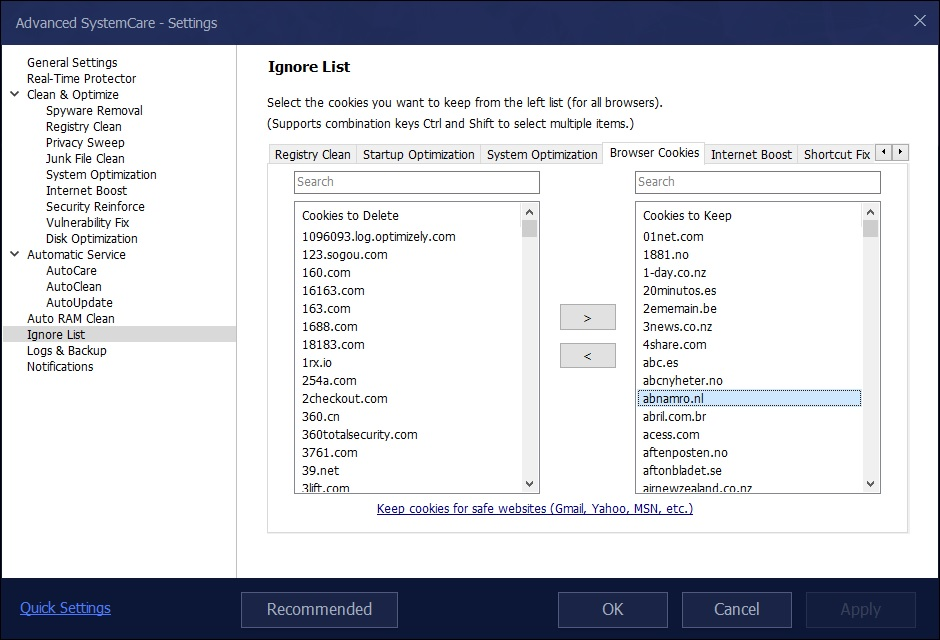 Advanced SystemCare - Settings
General Settings
Real-Time Protector
Clean & Optimize
Spyware Removal
Registry Clean
Privacy Sweep
Junk File Clean
System Optimization
Internet Boost
Security Reinforce
Vulnerability Fix
Disk Optimization
Automatic Service
AutoCare
AutoClean
AutoUpdate
Auto RAM Clean
Ignore List
Logs & Backup
Notifications
Ignore List
Select the cookies you want to keep from the left list (for all browsers).
(Supports combination keys Ctrl and Shift to select multiple items.)
Registry Clean Startup Optimization System Optimization Browser Cookies Internet Boost Shortcut Fix
Search
Cookies to Delete
1096093.log.optimizely.com
123.sogou.com
160.com
16163.com
163.com
1688.com
18183.com
1rx.io
254a.com
2checkout.com
360.cn
360totalsecurity.com
3761.com
39.net
3lift.com
>
<
Search
Cookies to Keep
01net.com
1881.no
1-day.co.nz
20minutos.es
2ememain.be
3news.co.nz
4share.com
abc.es
abcnyheter.no
abnamro.nl
abril.com.br
acess.com
aftenposten.no
aftonbladet.se
airnewzealand.co.nz
Keep cookies for safe websites (Gmail, Yahoo, MSN, etc.)
Quick Settings
Recommended
OK
Cancel
Apply